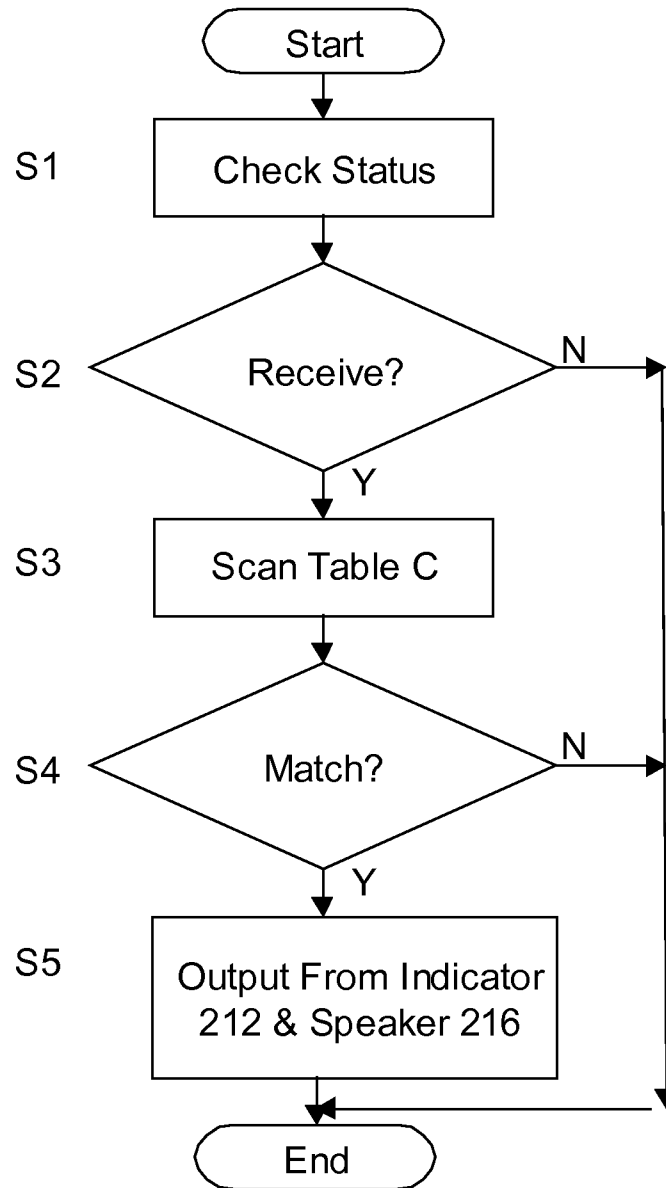 Start
S1
Check Status
S2
Receive?
N
Y
S3
Scan Table C
S4
Match?
N
Y
S5
Output From Indicator
212 & Speaker 216
End